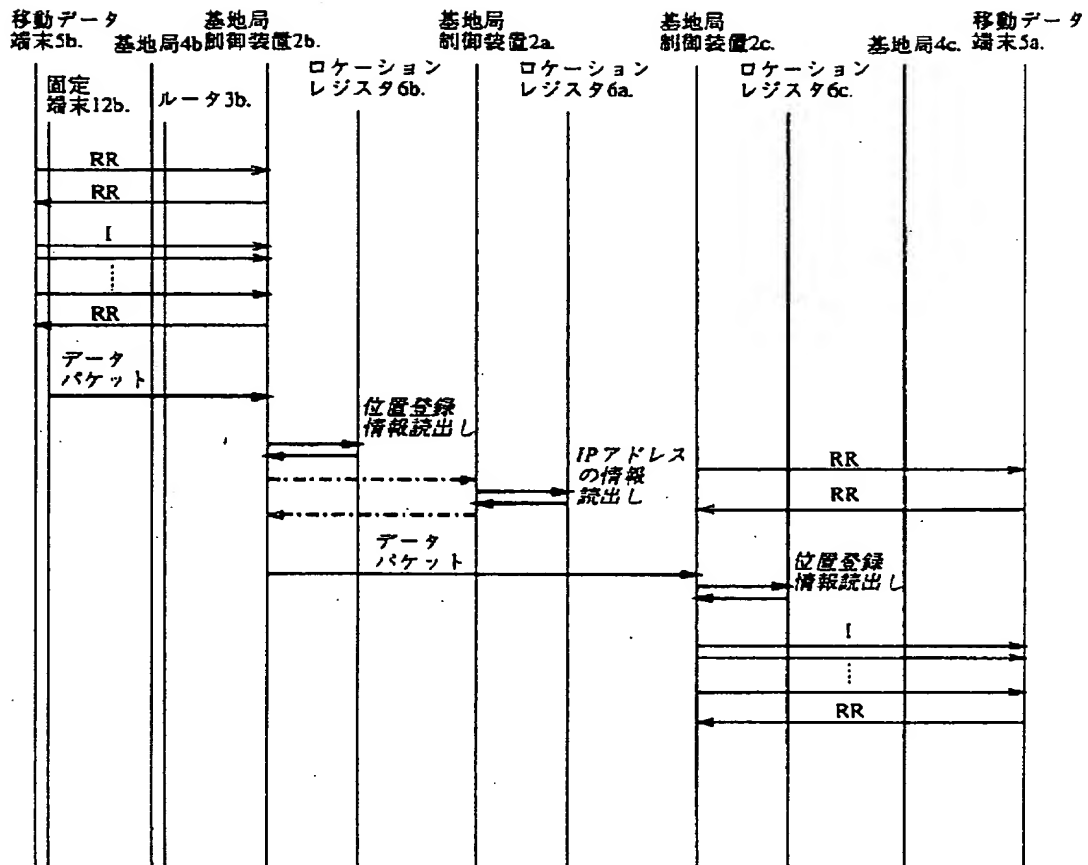 移動データ
端末5b.
基地局4b
基地局
制御装置2b.
基地局
制御装置2a.
基地局
制御装置2c.
基地局4c.
移動データ
端末5a.
固定
端末12b.
ルータ3b.
ロケーション
レジスタ6b.
ロケーション
レジスタ6a.
ロケーション
レジスタ6c.
RR
RR
I
RR
データ
パケット
位置登録
情報読出し
IPアドレス
の情報
読出し
RR
RR
データ
パケット
位置登録
情報読出し
I
RR